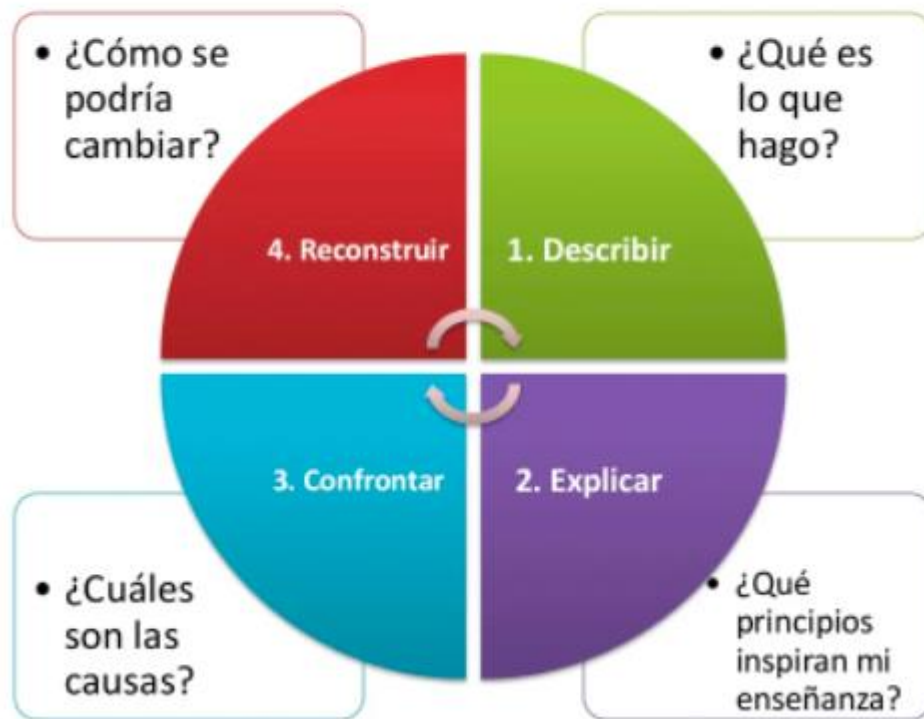 • ¿Cómo se
podría
cambiar?
• ¿Qué es
lo que
hago?
4. Reconstruir
1. Describir
3. Confrontar
2. Explicar
• ¿Cuáles
son las
causas?
• ¿Qué
principios
inspiran mi
enseñanza?